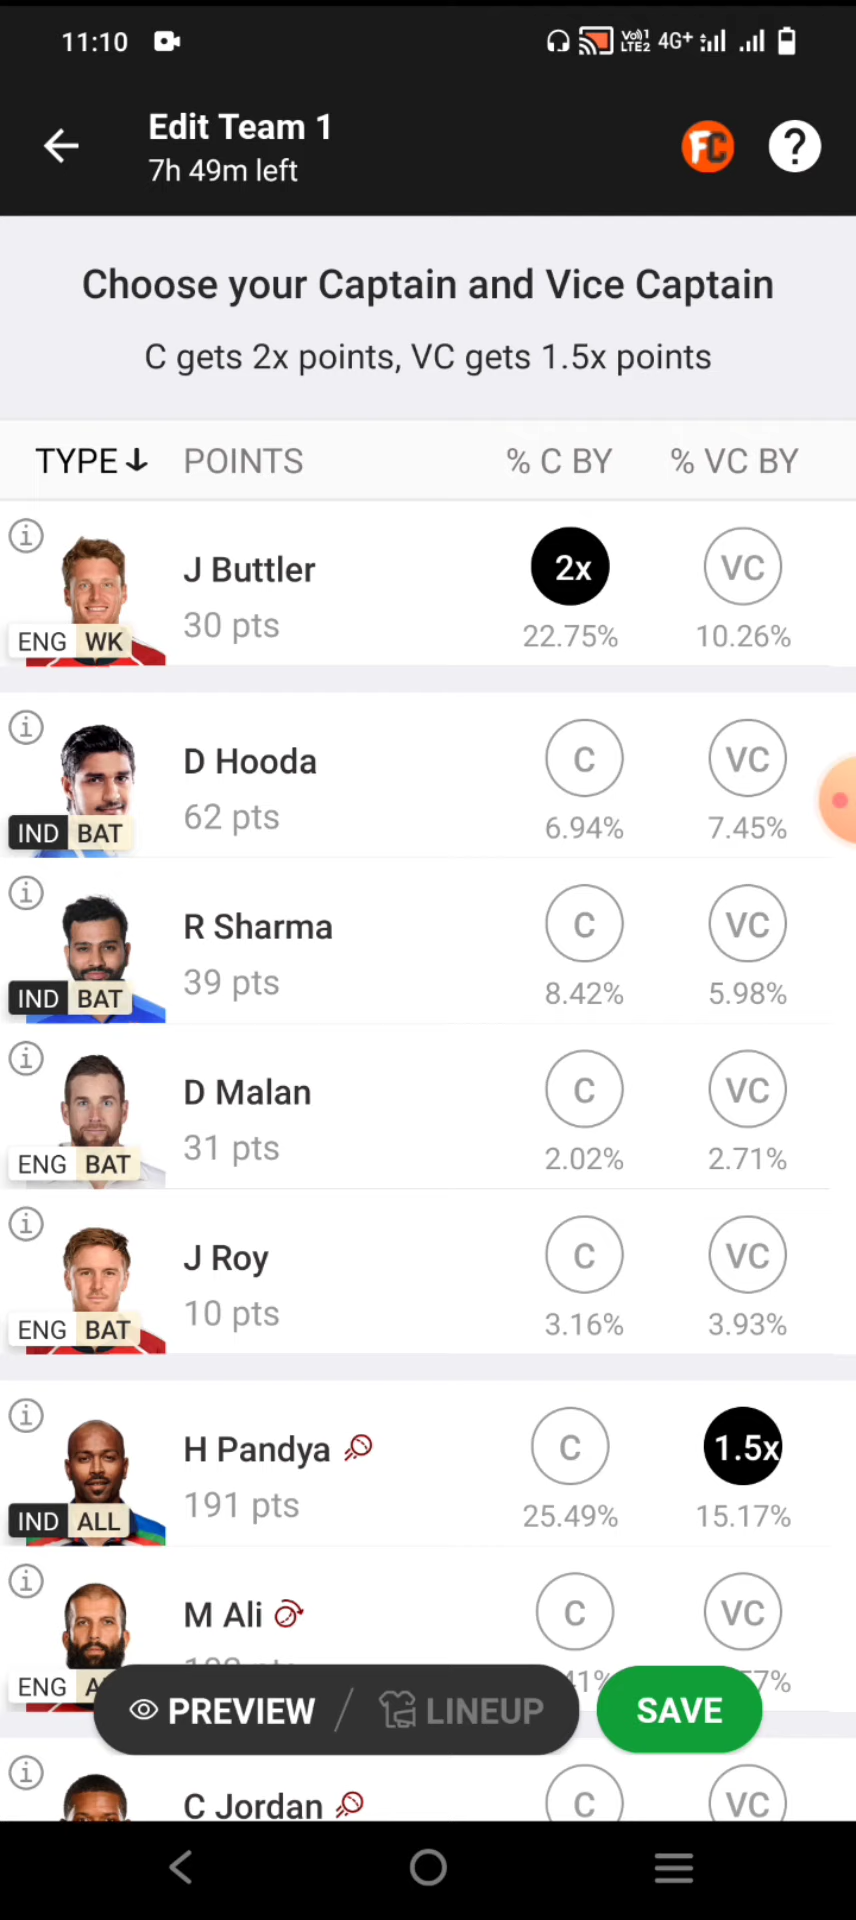 11:10
Vo)) 1
LTE2
4G+
Edit Team 1
7h 49m left
FC
?
Choose your Captain and Vice Captain
C gets 2x points, VC gets 1.5x points
TYPE↓ POINTS % C BY % VC BY
J Buttler 2x VC
30 pts 22.75% 10.26%
ENG WK
D Hooda C VC
62 pts 6.94% 7.45%
IND BAT
R Sharma C VC
39 pts 8.42% 5.98%
IND BAT
D Malan C VC
31 pts 2.02% 2.71%
ENG BAT
J Roy C VC
10 pts 3.16% 3.93%
ENG BAT
H Pandya C 1.5x
191 pts 25.49% 15.17%
IND ALL
M Ali C VC
ENG
PREVIEW / LINEUP SAVE
C Jordan C VC